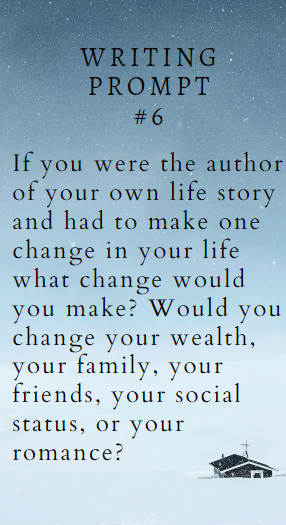 WRITING
PROMPT
#6
If you were the author
of your own life story
and had to make one
change in your life
what change would
you make? Would you
change your wealth,
your family, your
friends, your social
status, or your
romance?